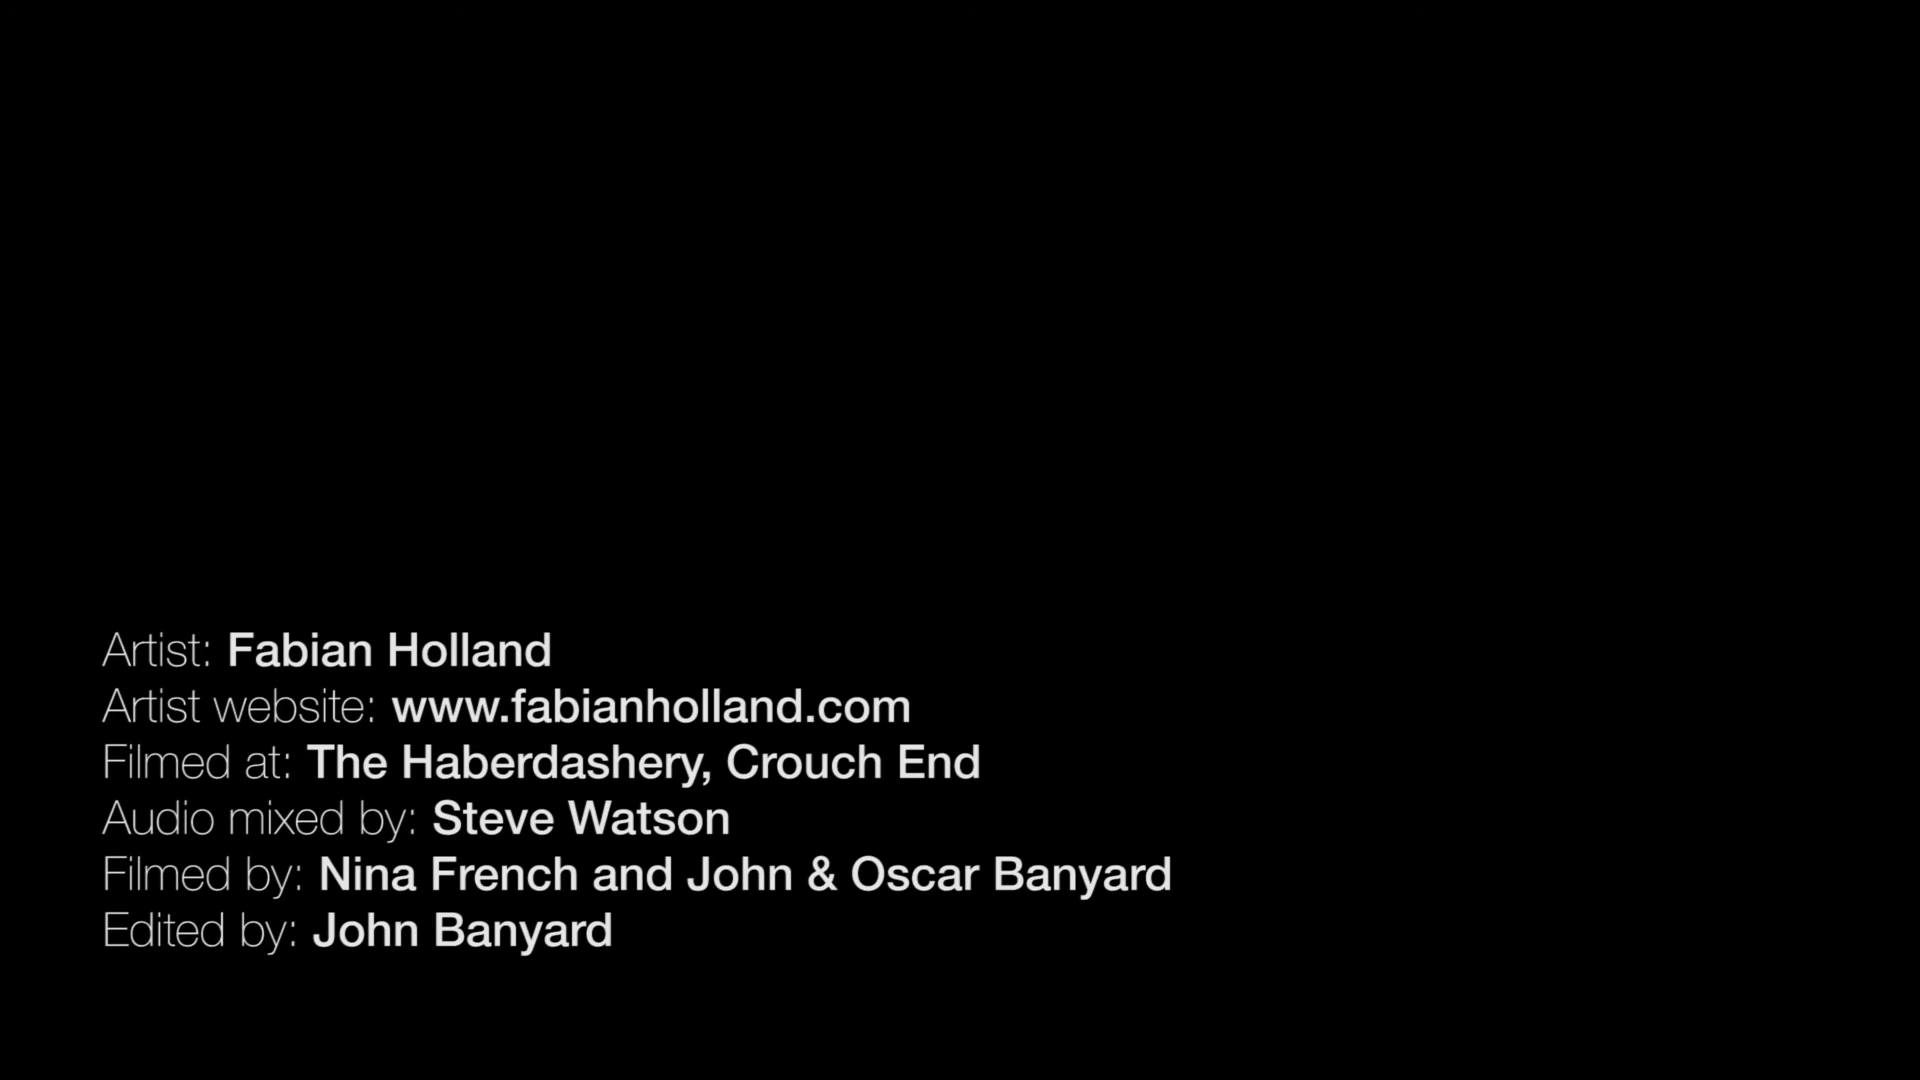 Artist: Fabian Holland
Artist website: www.fabianholland.com
Filmed at: The Haberdashery, Crouch End
Audio mixed by: Steve Watson
Filmed by: Nina French and John & Oscar Banyard
Edited by: John Banyard